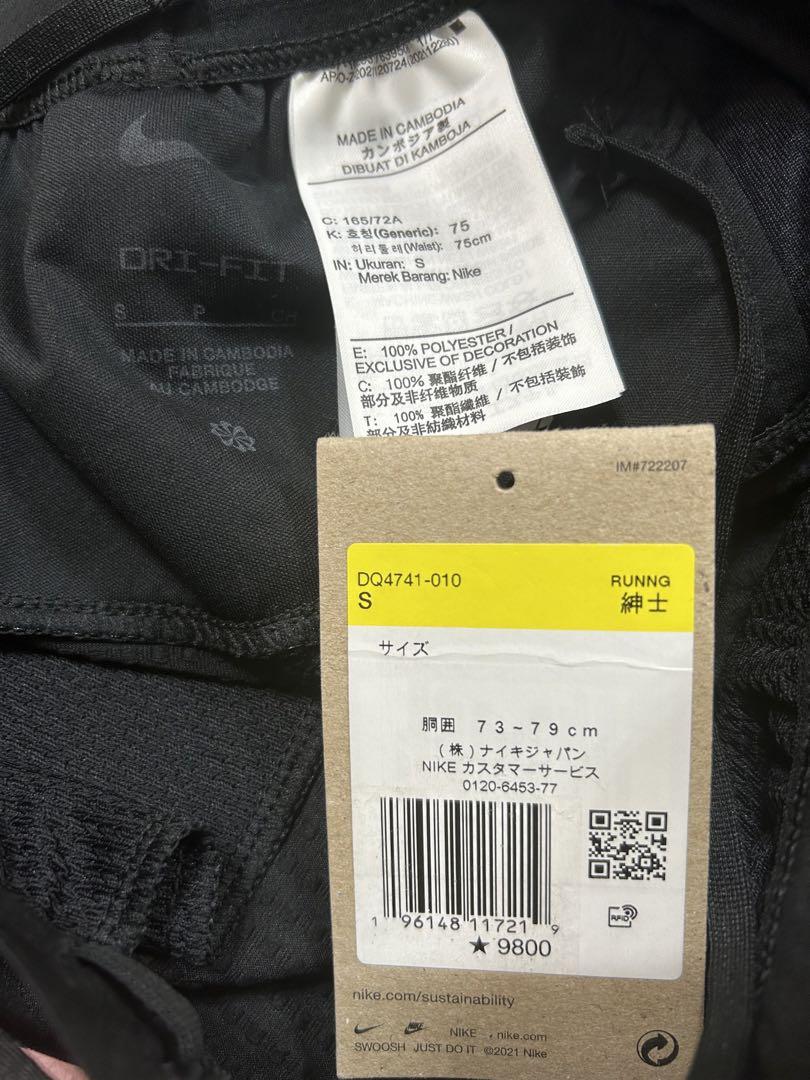 MADE IN CAMBODIA
カンボジア製
DIBUAT DI KAMBOJA
C: 165/72A
K: 호칭(Generic): 75
허리둘레(Waist): 75cm
IN: Ukuran: S
Merek Barang: Nike
E: 100% POLYESTER /
EXCLUSIVE OF DECORATION
C: 100% 聚酯纤维 / 不包括装饰
部分及非纤维物质
T: 100% 聚酯纖維 / 不包括裝飾
部分及非紡織材料
DRI-FIT
S P CH
MADE IN CAMBODIA
FABRIQUE
AU CAMBODGE
IM#722207
DQ4741-010 RUNNG
S 紳士
サイズ
胴囲 73~79cm
(株)ナイキジャパン
NIKE カスタマーサービス
0120-6453-77
1 96148 11721 9
★9800
RFID
nike.com/sustainability
NIKE , nike.com
SWOOSH JUST DO IT ©2021 Nike